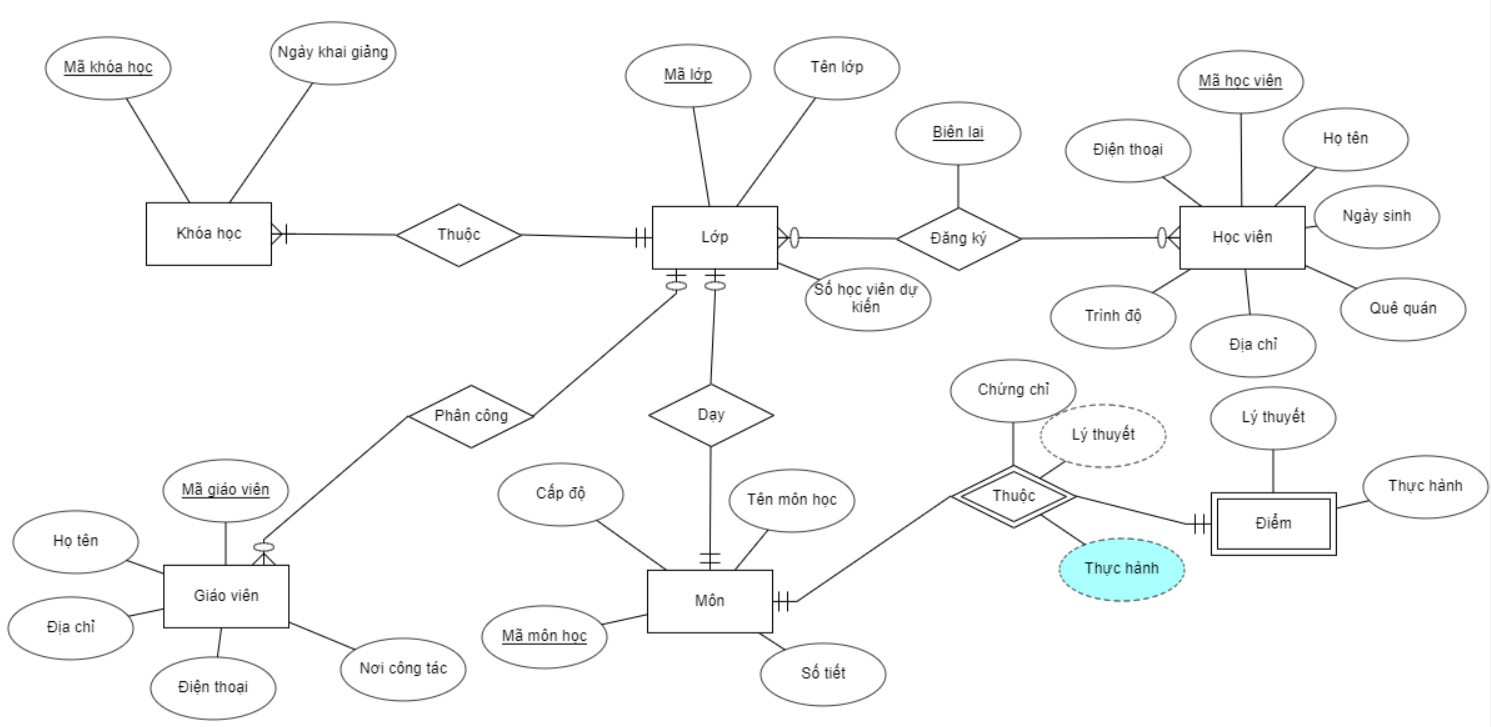 Mã khóa học
Ngày khai giảng
Khóa học
Thuộc
Mã lớp
Tên lớp
Lớp
Số học viên dự
kiến
Biên lai
Đăng ký
Mã học viên
Điện thoại
Họ tên
Ngày sinh
Học viên
Trình độ
Địa chỉ
Quê quán
Phân công
Dạy
Mã giáo viên
Họ tên
Giáo viên
Địa chỉ
Điện thoại
Nơi công tác
Cấp độ
Tên môn học
Môn
Mã môn học
Số tiết
Chứng chỉ
Lý thuyết
Thuộc
Thực hành
Lý thuyết
Thực hành
Điểm